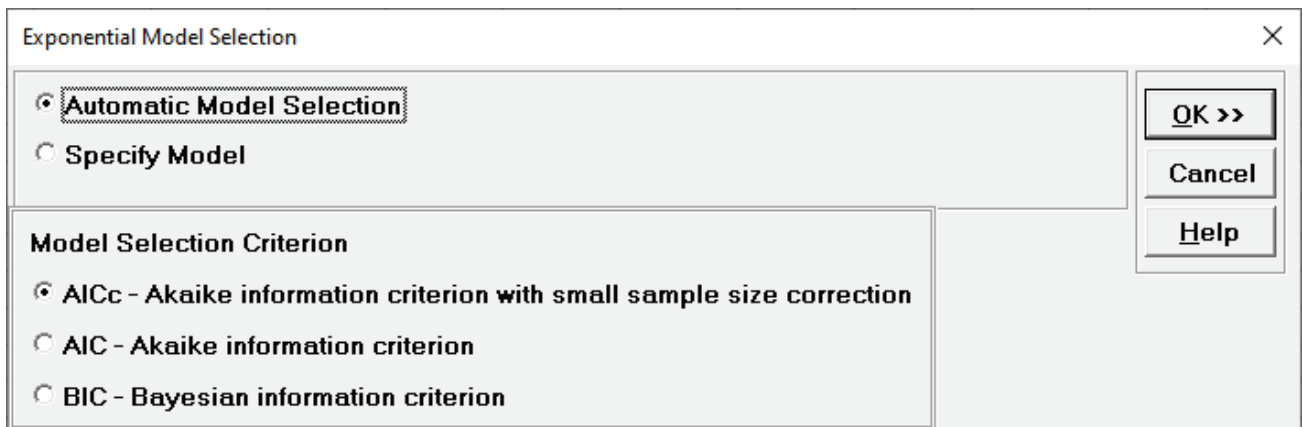 Exponential Model Selection
Automatic Model Selection
Specify Model
OK >>
Cancel
Help
Model Selection Criterion
AICc - Akaike information criterion with small sample size correction
AIC - Akaike information criterion
BIC - Bayesian information criterion